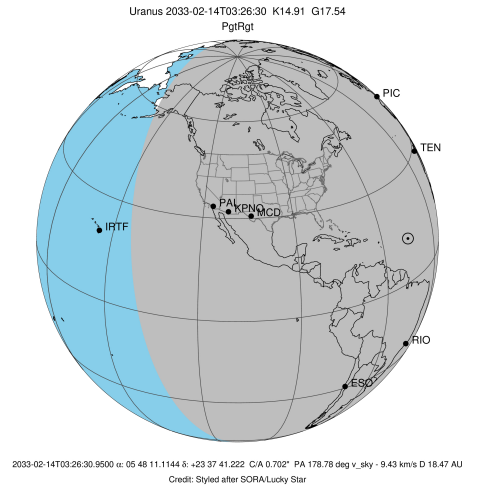 Uranus 2033-02-14T03:26:30 K14.91 G17.54
PgtRgt
PIC
TEN
PAL
KPNO
MCD
IRTF
RIO
ESO
2033-02-14T03:26:30.9500 α: 05 48 11.1144 δ: +23 37 41.222 C/A 0.702" PA 178.78 deg v_sky - 9.43 km/s D 18.47 AU
Credit: Styled after SORA/Lucky Star